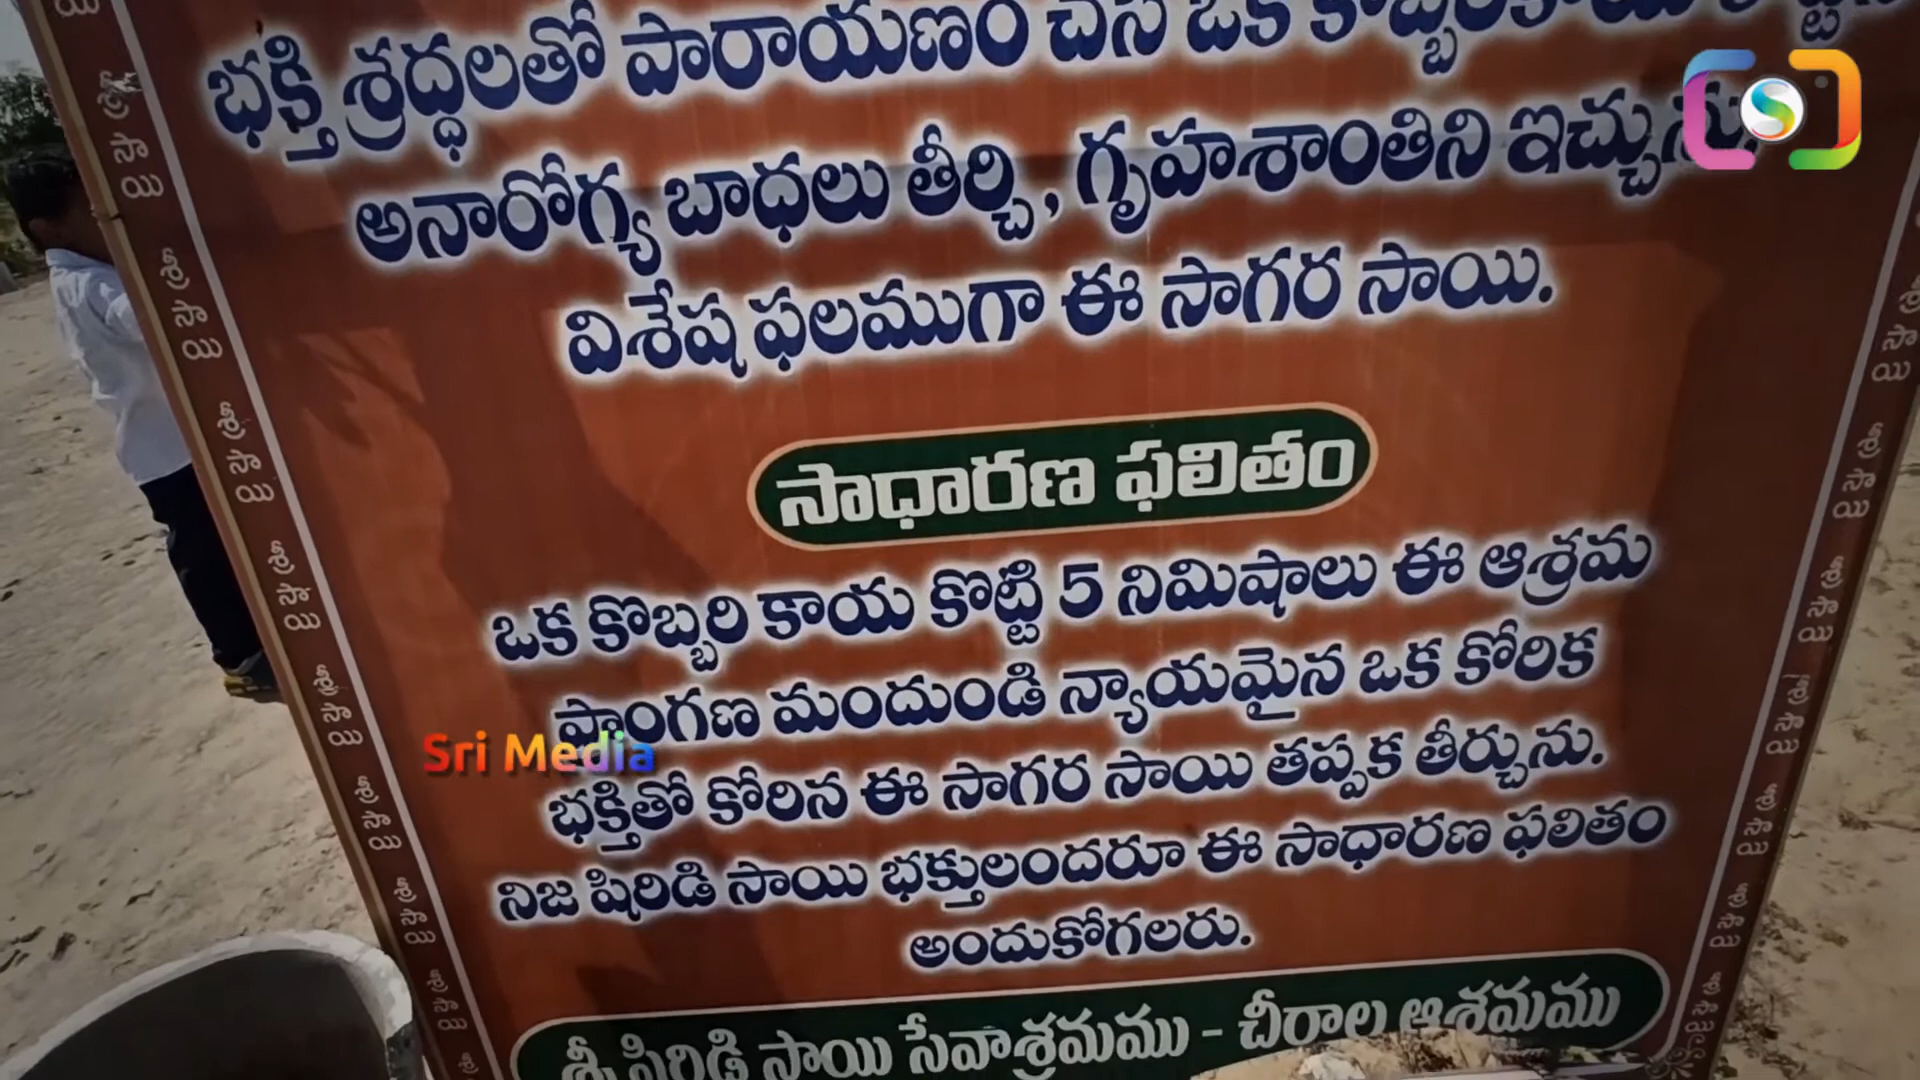 భక్తి శ్రద్ధలతో పారాయణం చేసి ఒక కొబ్బరికాయ
అనారోగ్య బాధలు తీర్చి, గృహశాంతిని ఇచ్చును.
విశేష ఫలముగా ఈ సాగర సాయి.
సాధారణ ఫలితం
ఒక కొబ్బరి కాయ కొట్టి 5 నిమిషాలు ఈ ఆశ్రమ
ప్రాంగణ మందుండి న్యాయమైన ఒక కోరిక
Sri Media
భక్తితో కోరిన ఈ సాగర సాయి తప్పక తీర్చును.
నిజ షిరిడి సాయి భక్తులందరూ ఈ సాధారణ ఫలితం
అందుకోగలరు.
శ్రీ షిరిడి సాయి సేవాశ్రమము - చీరాల ఆశ్రమము
శ్రీ సాయి శ్రీ సాయి శ్రీ సాయి శ్రీ సాయి శ్రీ సాయి శ్రీ సాయి శ్రీ సాయి
శ్రీ సాయి శ్రీ సాయి శ్రీ సాయి శ్రీ సాయి శ్రీ సాయి శ్రీ సాయి